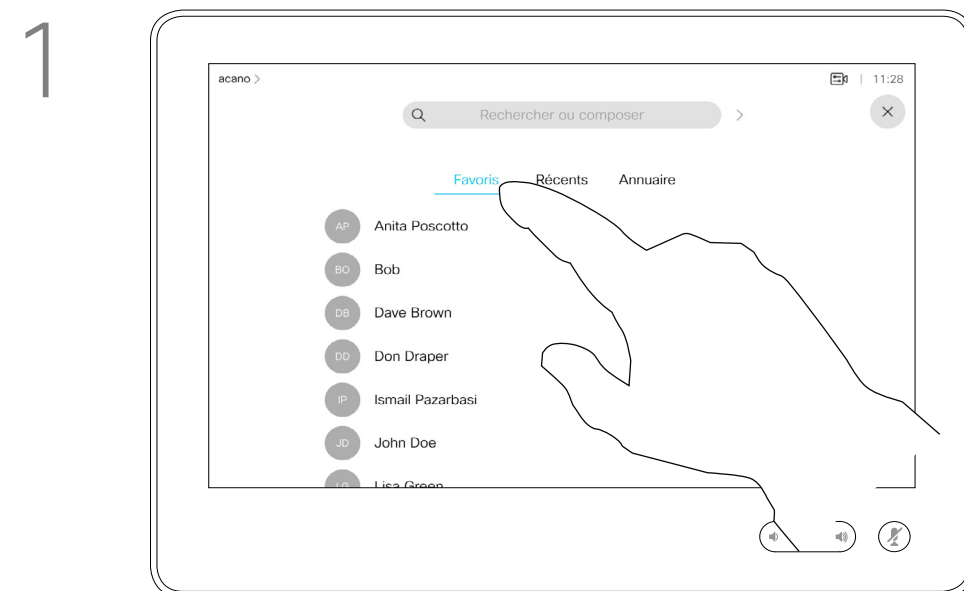 1
acano >
11:28
Rechercher ou composer
Favoris Récents Annuaire
AP Anita Poscotto
BO Bob
DB Dave Brown
DD Don Draper
IP Ismail Pazarbasi
JD John Doe
LG Lisa Green